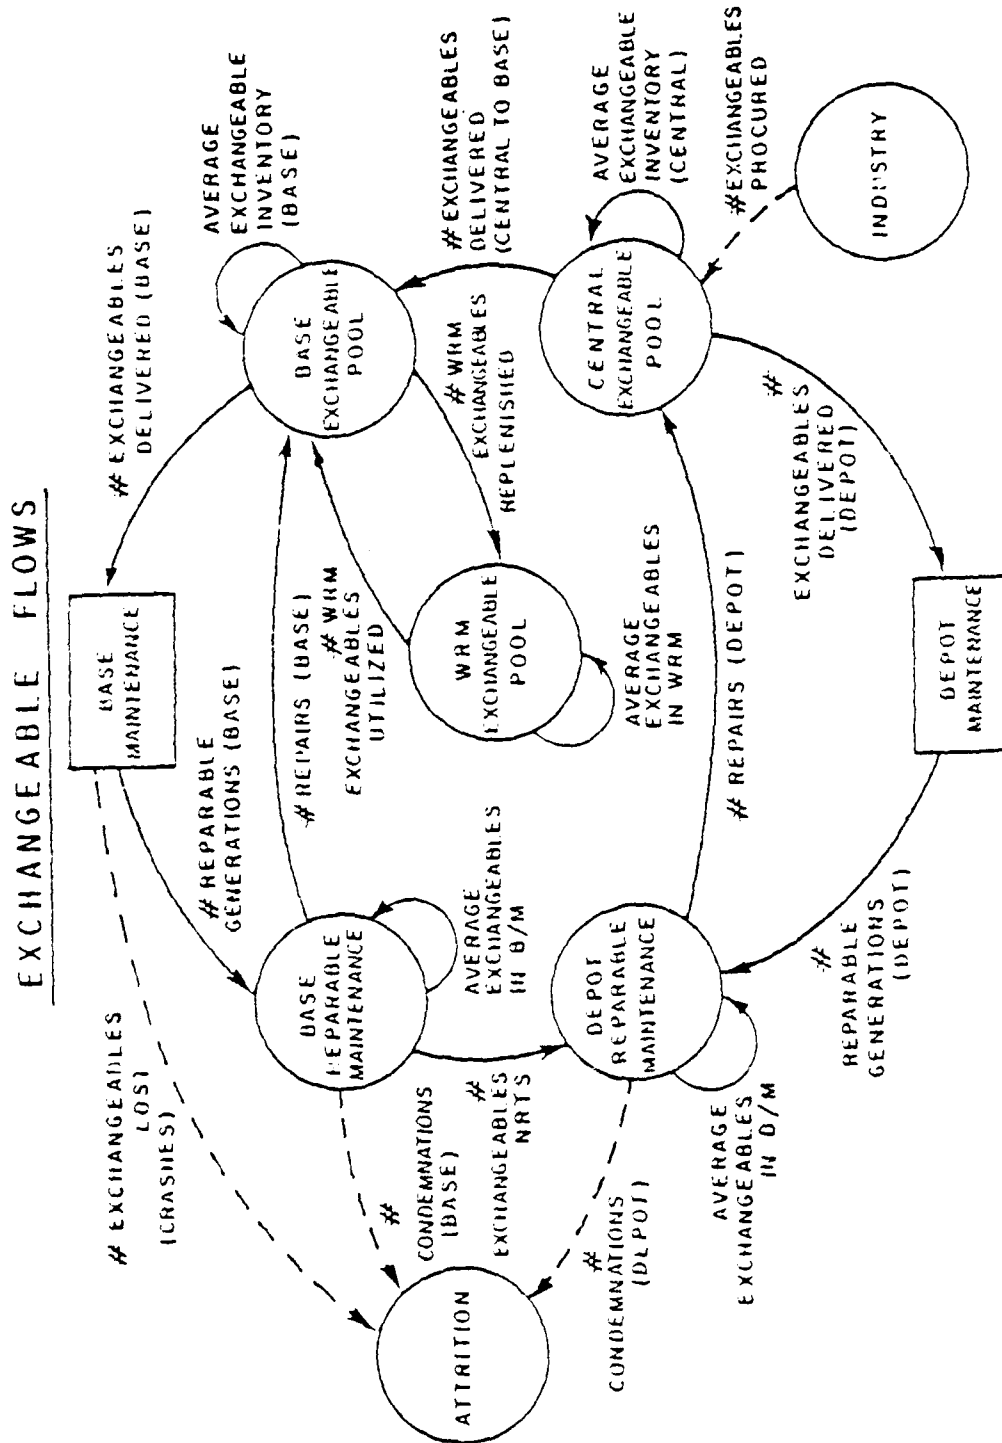 EXCHANGEABLE FLOWS
# EXCHANGEABLES
LOST
(CRASHES)
BASE
MAINTENANCE
# EXCHANGEABLES
DELIVERED (BASE)
# REPARABLE
GENERATIONS (BASE)
AVERAGE
EXCHANGEABLE
INVENTORY
(BASE)
BASE
REPARABLE
MAINTENANCE
# REPAIRS (BASE)
BASE
EXCHANGEABLE
POOL
# WRM
EXCHANGEABLES
UTILIZED
# WRM
EXCHANGEABLES
REPLENISHED
#
CONDEMNATIONS
(BASE)
AVERAGE
EXCHANGEABLES
IN B/M
#EXCHANGEABLES
DELIVERED
(CENTRAL TO BASE)
ATTRITION
#
EXCHANGEABLES
NRTS
WRM
EXCHANGEABLE
POOL
DEPOT
REPARABLE
MAINTENANCE
AVERAGE
EXCHANGEABLES
IN WRM
CENTRAL
EXCHANGEABLE
POOL
AVERAGE
EXCHANGEABLE
INVENTORY
(CENTRAL)
#
CONDEMNATIONS
(DEPOT)
AVERAGE
EXCHANGEABLES
IN D/M
# REPAIRS (DEPOT)
#EXCHANGEABLES
PROCURED
#
REPARABLE
GENERATIONS
(DEPOT)
#
EXCHANGEABLES
DELIVERED
(DEPOT)
DEPOT
MAINTENANCE
INDUSTRY